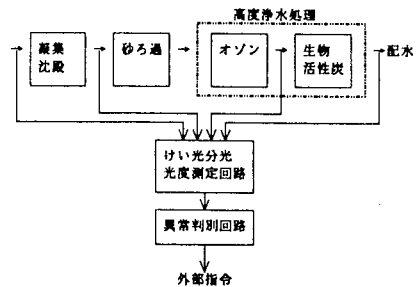 高度浄水処理
凝集
沈殿
砂ろ過
オゾン
生物
活性炭
配水
けい光分光
光度測定回路
異常判別回路
外部指令